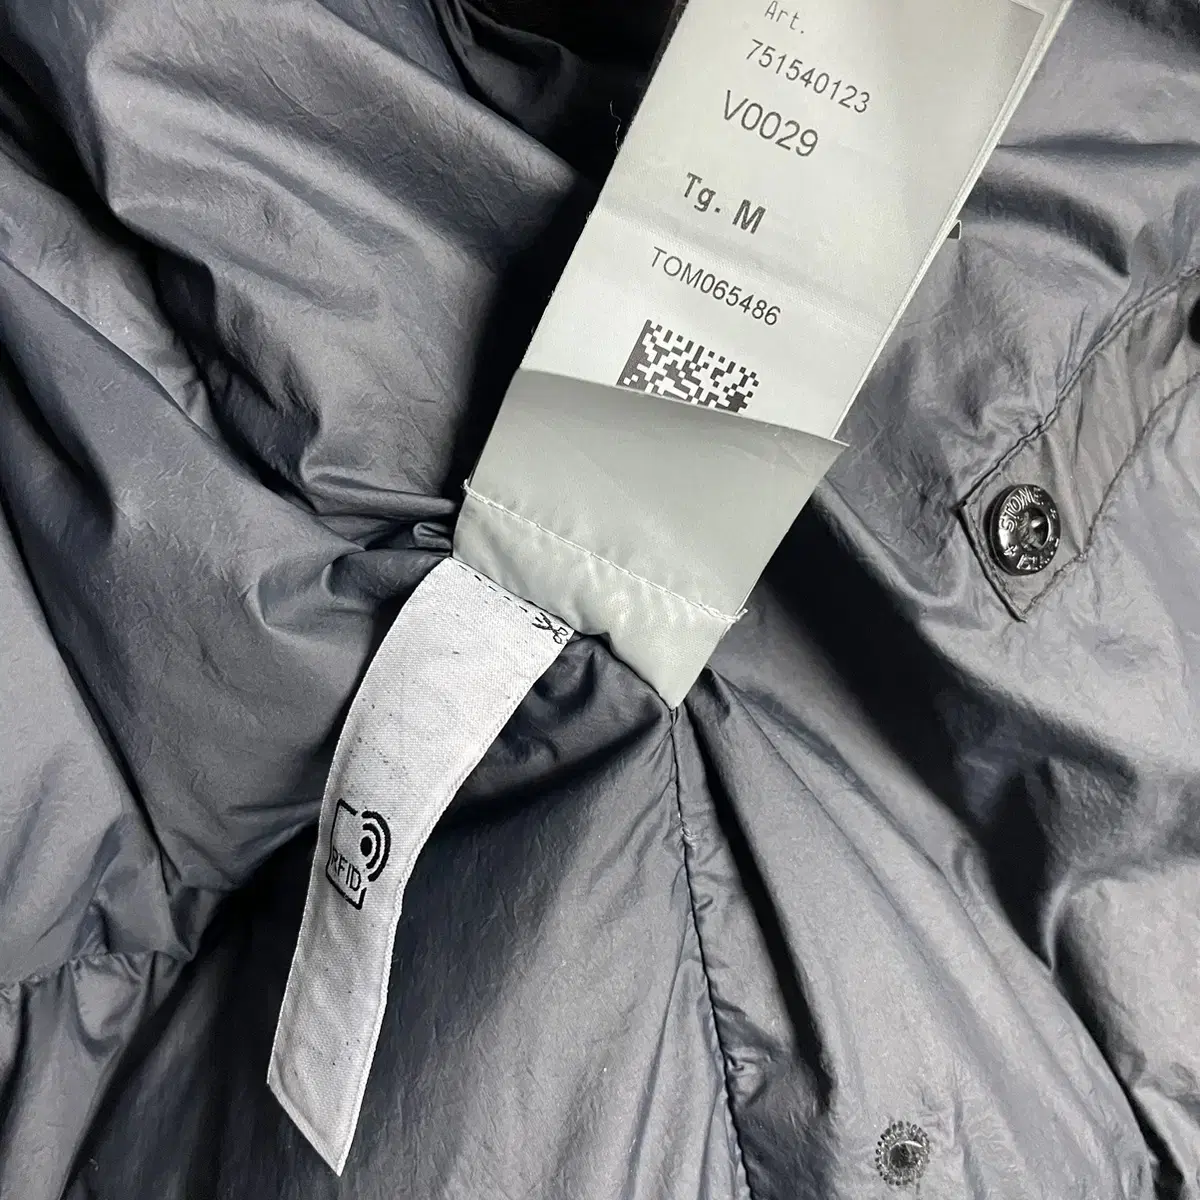 Art.
751540123
V0029
Tg. M
TOM065486
STONE
RFID